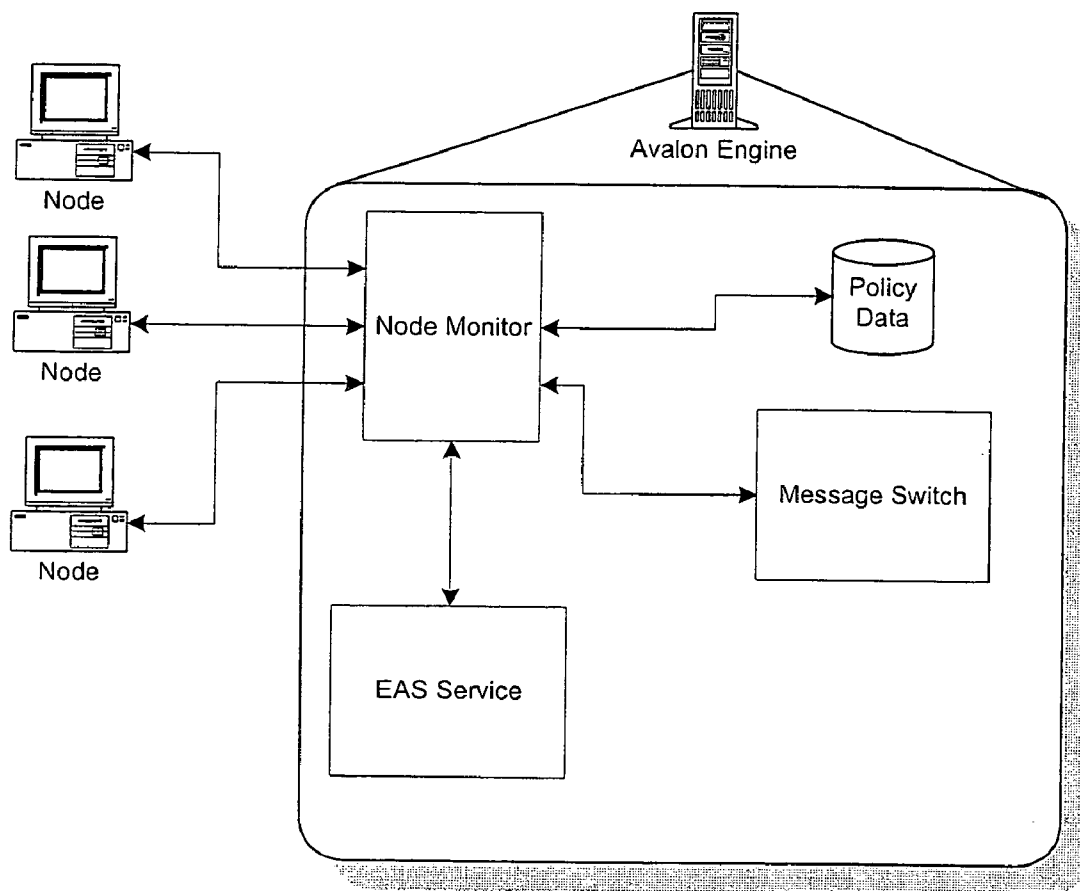 Avalon Engine
Node
Node
Node
Node Monitor
Policy
Data
Message Switch
EAS Service